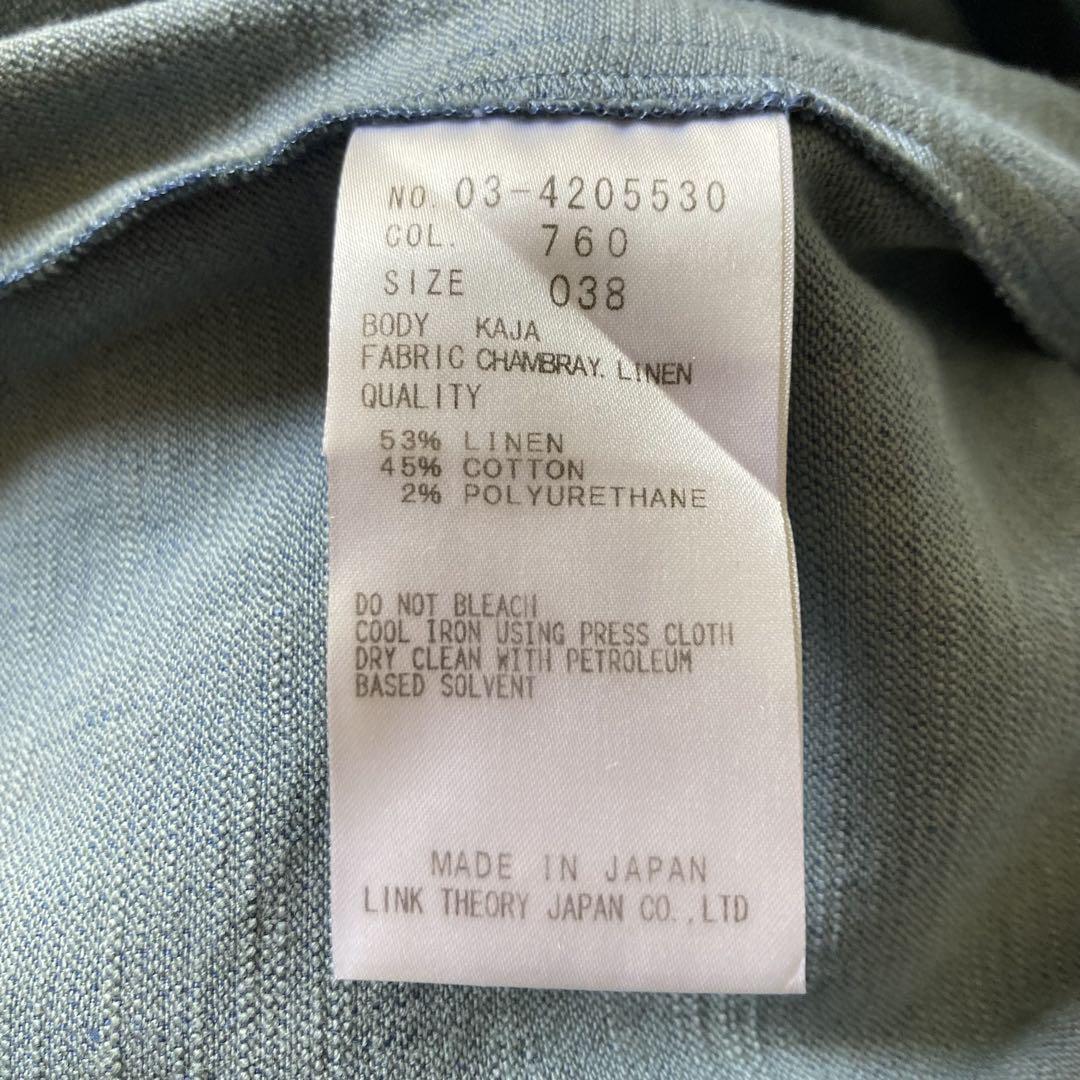 NO. 03-4205530
COL. 760
SIZE 038
BODY KAJA
FABRIC CHAMBRAY. LINEN
QUALITY
53% LINEN
45% COTTON
2% POLYURETHANE
DO NOT BLEACH
COOL IRON USING PRESS CLOTH
DRY CLEAN WITH PETROLEUM
BASED SOLVENT
MADE IN JAPAN
LINK THEORY JAPAN CO.,LTD